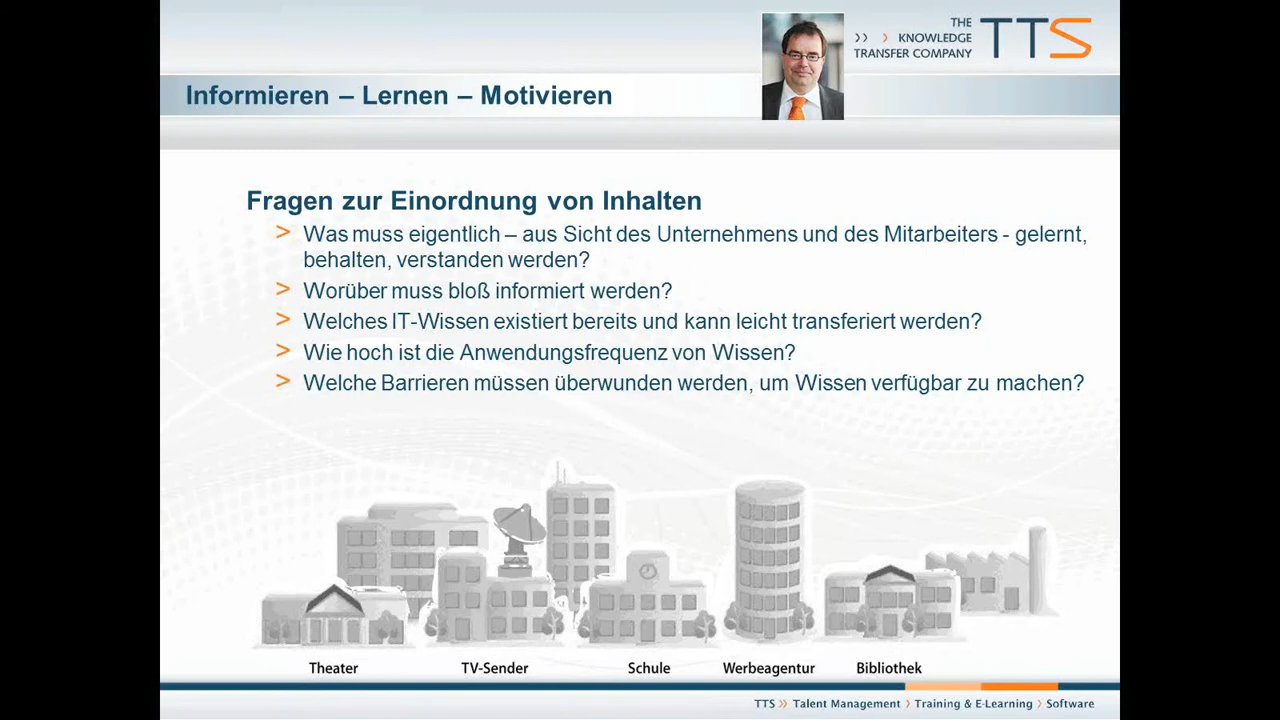 THE
KNOWLEDGE
TRANSFER COMPANY
TTS
Informieren – Lernen – Motivieren
Fragen zur Einordnung von Inhalten
> Was muss eigentlich – aus Sicht des Unternehmens und des Mitarbeiters - gelernt,
behalten, verstanden werden?
> Worüber muss bloß informiert werden?
> Welches IT-Wissen existiert bereits und kann leicht transferiert werden?
> Wie hoch ist die Anwendungsfrequenz von Wissen?
> Welche Barrieren müssen überwunden werden, um Wissen verfügbar zu machen?
Theater TV-Sender Schule Werbeagentur Bibliothek
TTS >> Talent Management > Training & E-Learning > Software